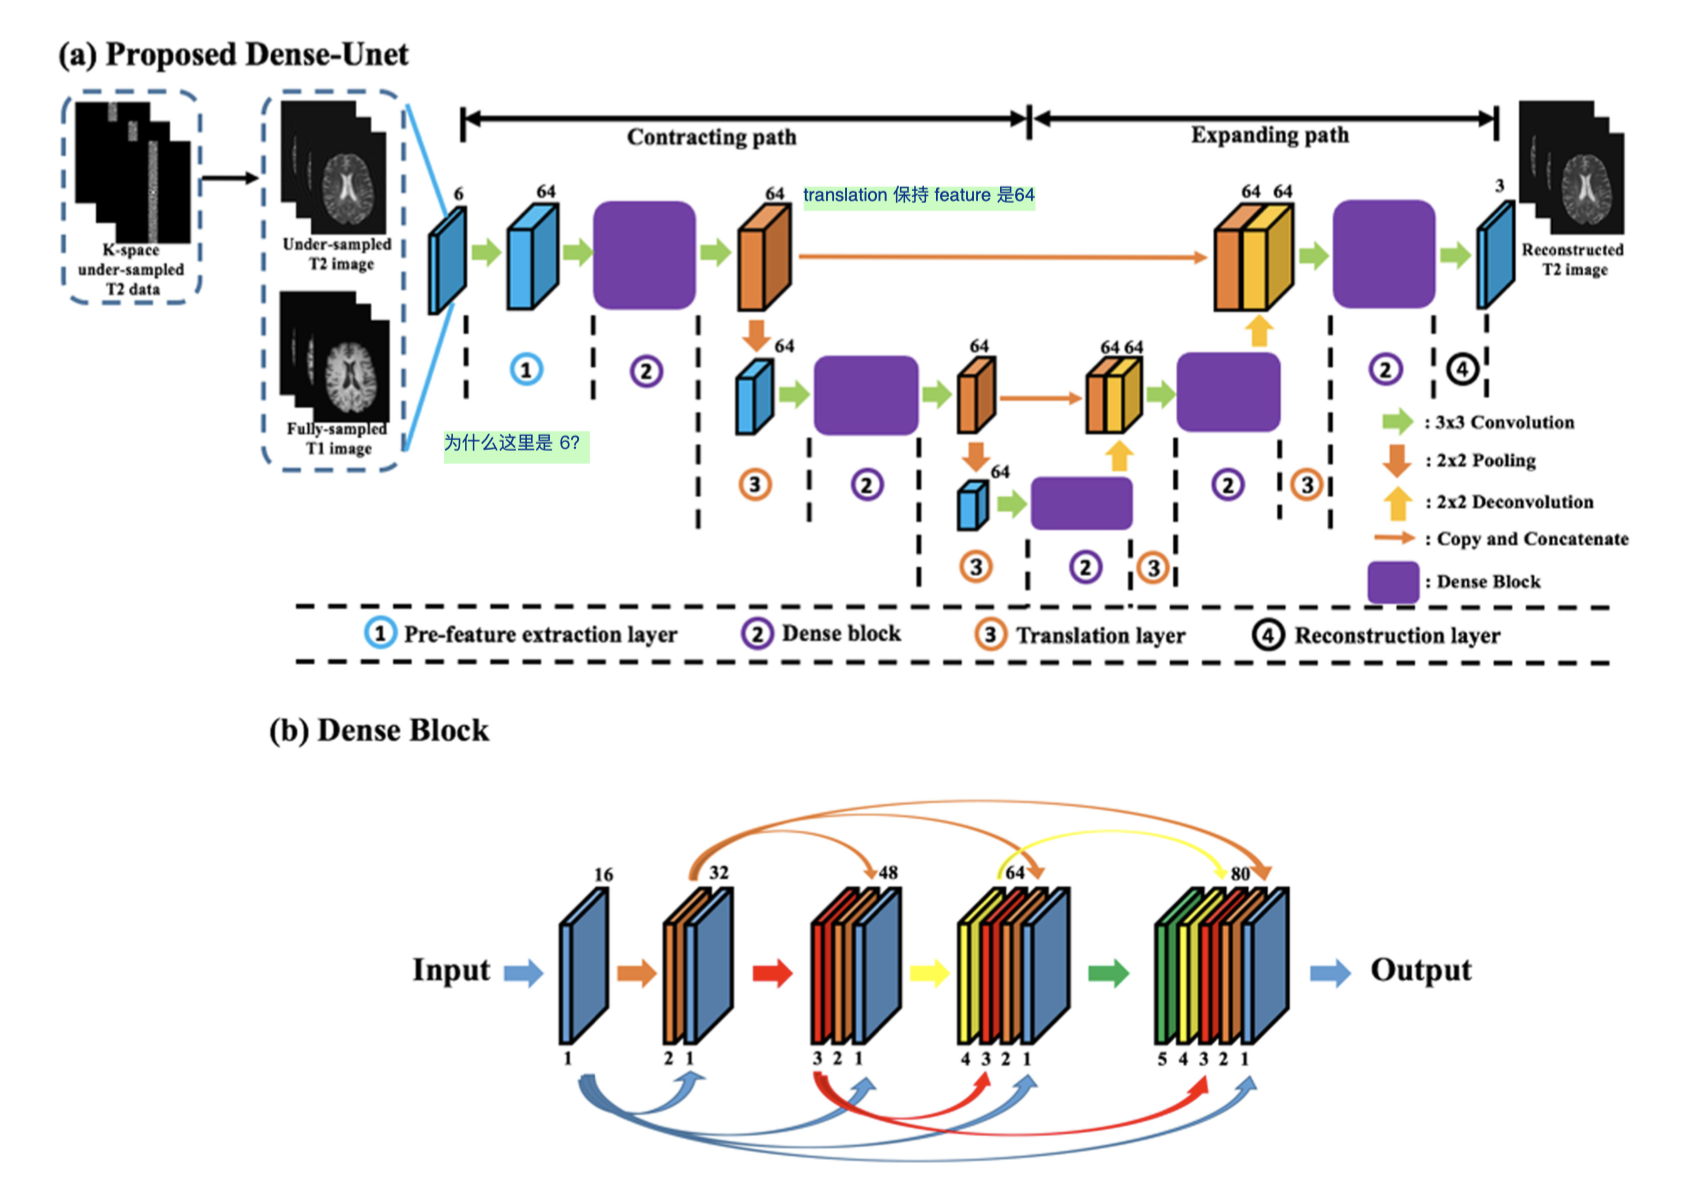 (a) Proposed Dense-Unet
K-space
under-sampled
T2 data
Under-sampled
T2 image
Fully-sampled
T1 image
Contracting path
Expanding path
6
64
64
translation 保持 feature 是64
64 64
3
Reconstructed
T2 image
1
2
64
64
64 64
2
4
为什么这里是 6?
3
2
64
2
3
3
2
3
: 3x3 Convolution
: 2x2 Pooling
: 2x2 Deconvolution
: Copy and Concatenate
: Dense Block
1 Pre-feature extraction layer
2 Dense block
3 Translation layer
4 Reconstruction layer
(b) Dense Block
16
32
48
64
80
Input
Output
1
2 1
3 2 1
4 3 2 1
5 4 3 2 1